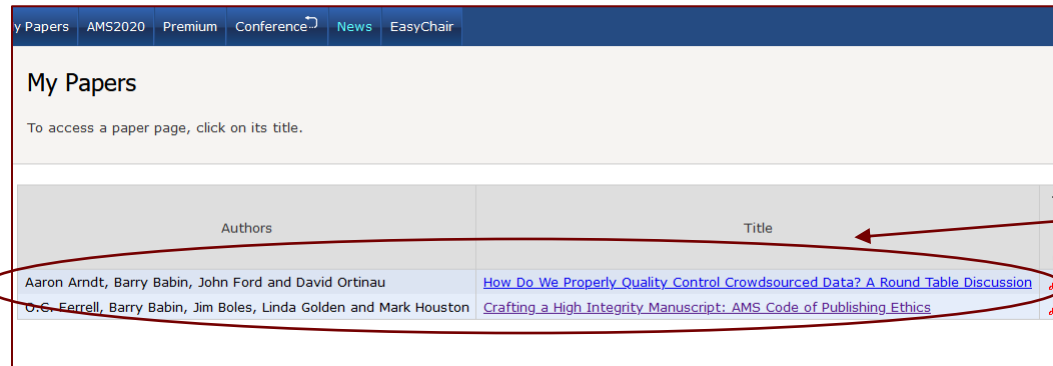 y Papers AMS2020 Premium Conference News EasyChair
My Papers
To access a paper page, click on its title.
Authors Title
Aaron Arndt, Barry Babin, John Ford and David Ortinau How Do We Properly Quality Control Crowdsourced Data? A Round Table Discussion
O.C. Ferrell, Barry Babin, Jim Boles, Linda Golden and Mark Houston Crafting a High Integrity Manuscript: AMS Code of Publishing Ethics